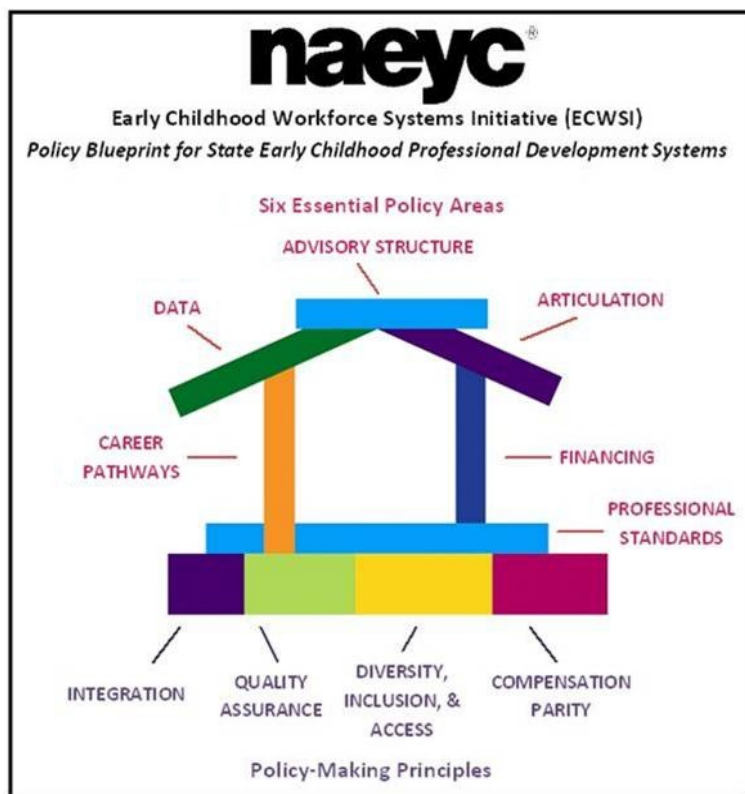 naeyc®
Early Childhood Workforce Systems Initiative (ECWSI)
Policy Blueprint for State Early Childhood Professional Development Systems
Six Essential Policy Areas
ADVISORY STRUCTURE
DATA
ARTICULATION
CAREER
PATHWAYS
FINANCING
PROFESSIONAL
STANDARDS
INTEGRATION
QUALITY
ASSURANCE
DIVERSITY,
INCLUSION, &
ACCESS
COMPENSATION
PARITY
Policy-Making Principles